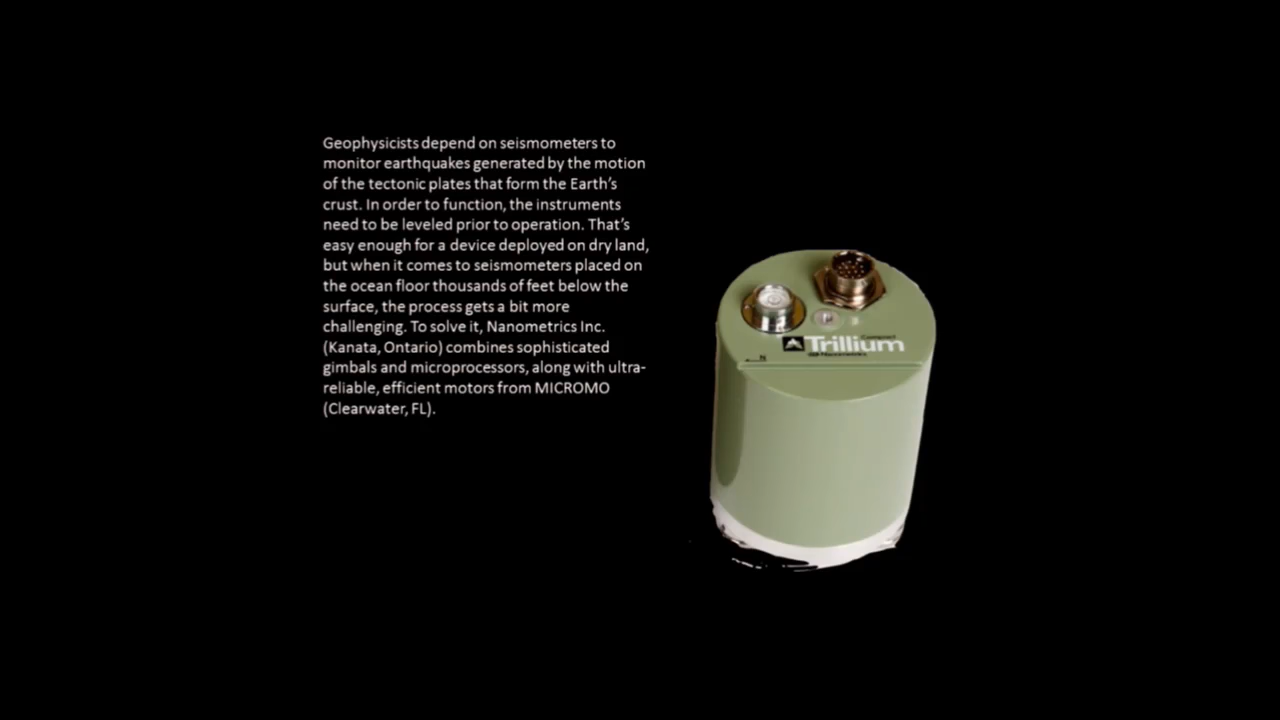 Geophysicists depend on seismometers to
monitor earthquakes generated by the motion
of the tectonic plates that form the Earth's
crust. In order to function, the instruments
need to be leveled prior to operation. That's
easy enough for a device deployed on dry land,
but when it comes to seismometers placed on
the ocean floor thousands of feet below the
surface, the process gets a bit more
challenging. To solve it, Nanometrics Inc.
(Kanata, Ontario) combines sophisticated
gimbals and microprocessors, along with ultra-
reliable, efficient motors from MICROMO
(Clearwater, FL).
Compact
Trillium
Nanometrics
N